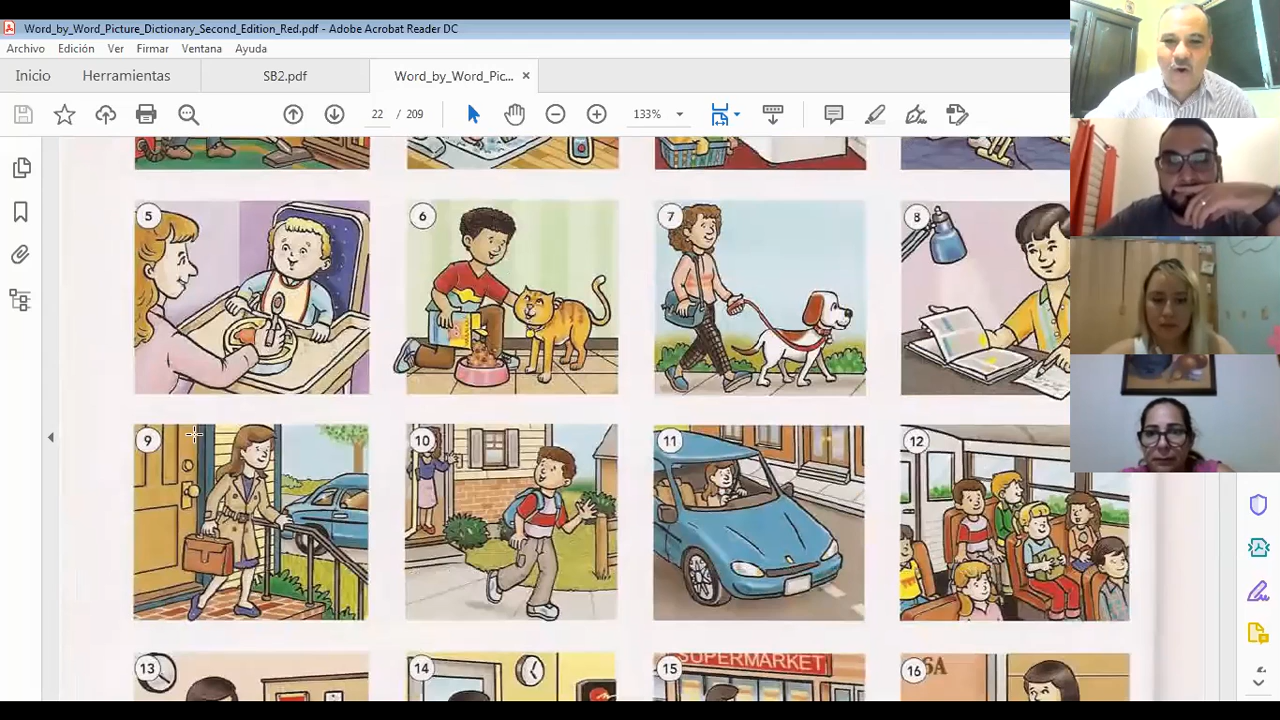 Word_by_Word_Picture_Dictionary_Second_Edition_Red.pdf - Adobe Acrobat Reader DC
Archivo Edición Ver Firmar Ventana Ayuda
Inicio Herramientas SB2.pdf Word_by_Word_Pic... ×
22 / 209 133%
5 6 7 8
9 10 11 12
13 14 15 SUPERMARKET 16